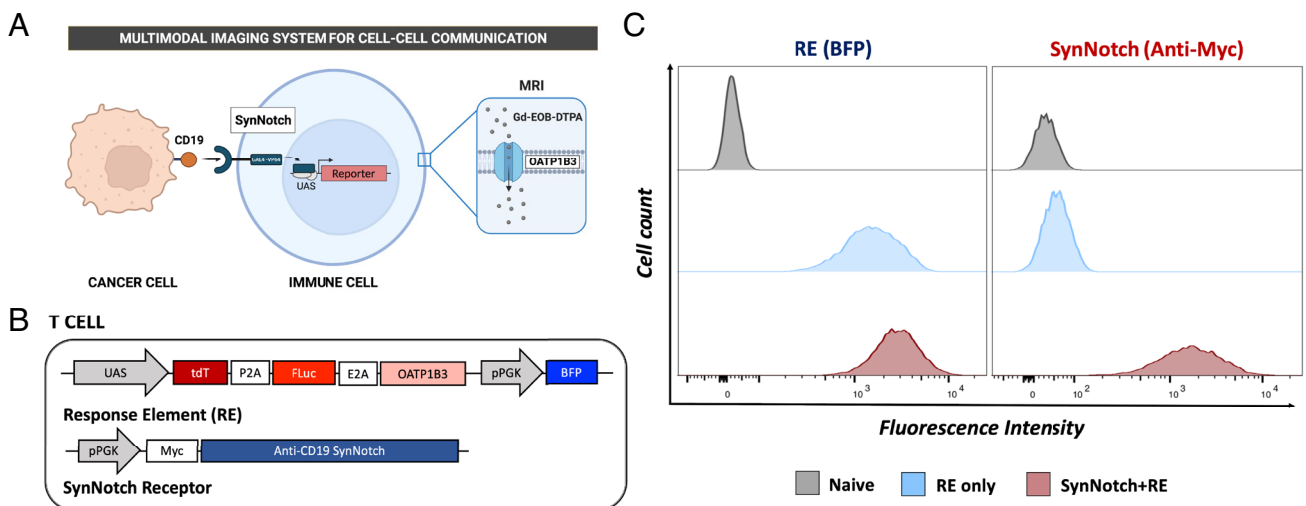 A
MULTIMODAL IMAGING SYSTEM FOR CELL-CELL COMMUNICATION
MRI
SynNotch
CD19
Gd-EOB-DTPA
OATP1B3
UAS
Reporter
CANCER CELL
IMMUNE CELL
B
T CELL
UAS
tdT
P2A
FLuc
E2A
OATP1B3
pPGK
BFP
Response Element (RE)
pPGK
Myc
Anti-CD19 SynNotch
SynNotch Receptor
C
RE (BFP)
SynNotch (Anti-Myc)
Cell count
0
10³
10⁴
0
10²
10³
10⁴
Fluorescence Intensity
Naive
RE only
SynNotch+RE